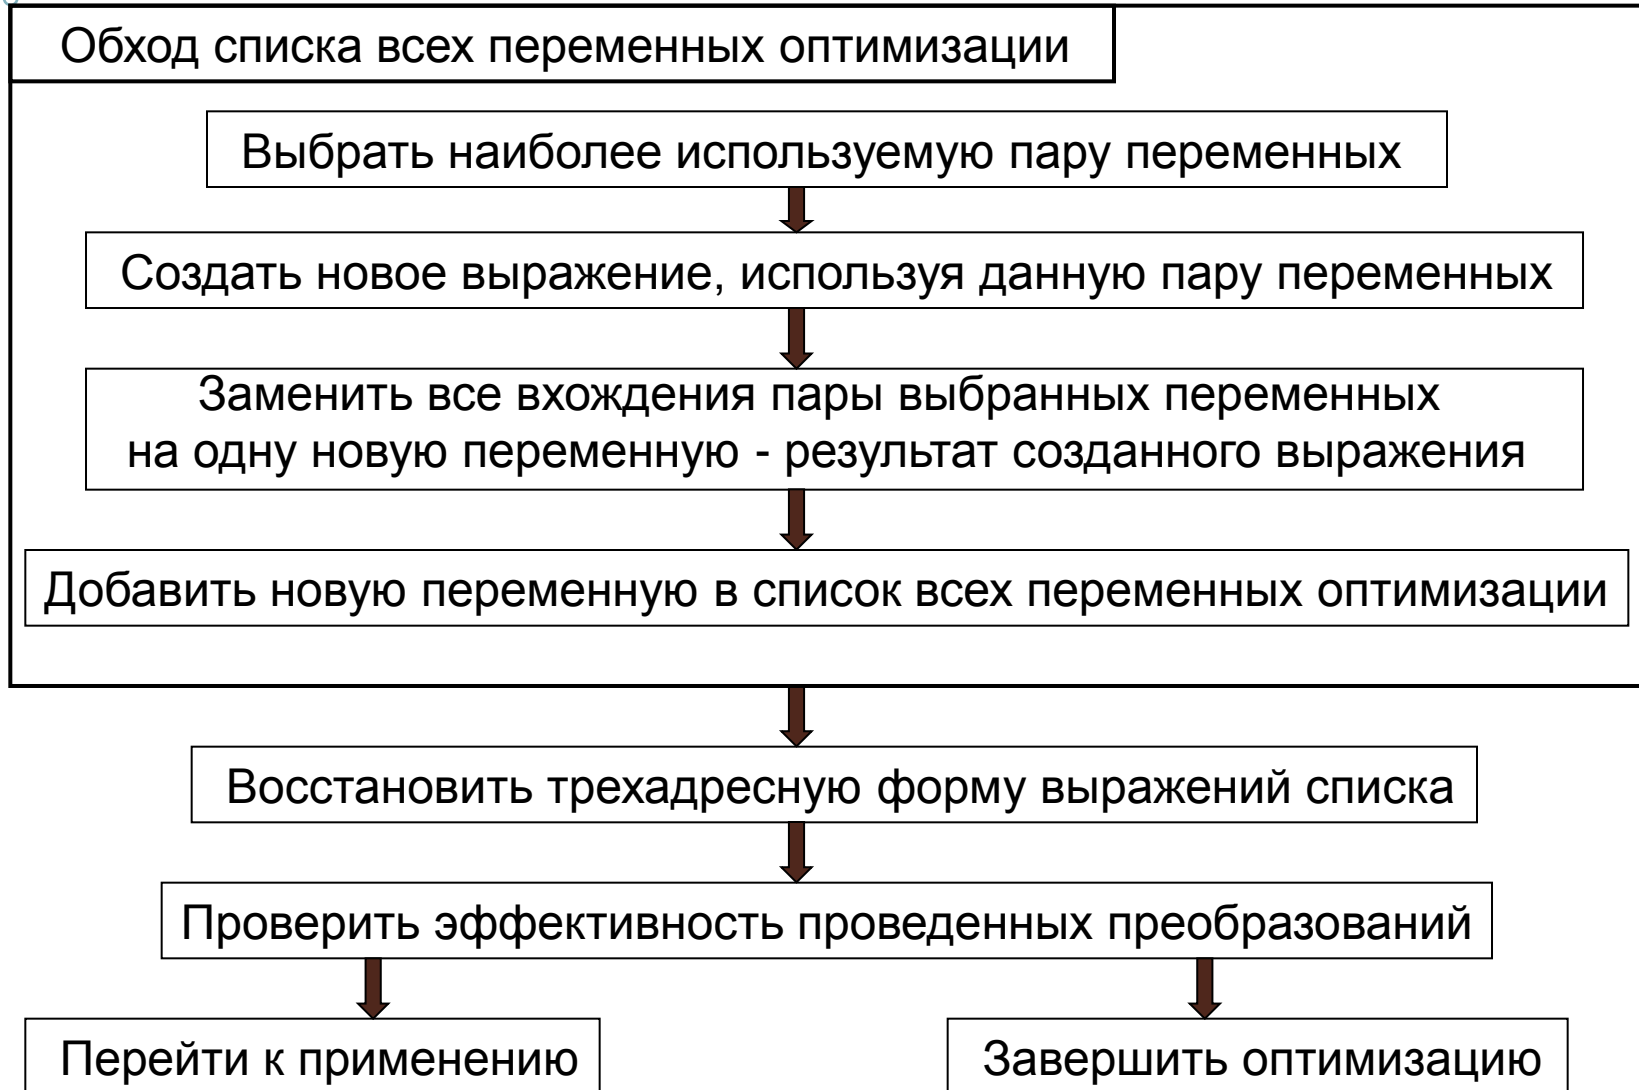 Обход списка всех переменных оптимизации
Выбрать наиболее используемую пару переменных
Создать новое выражение, используя данную пару переменных
Заменить все вхождения пары выбранных переменных
на одну новую переменную - результат созданного выражения
Добавить новую переменную в список всех переменных оптимизации
Восстановить трехадресную форму выражений списка
Проверить эффективность проведенных преобразований
Перейти к применению
Завершить оптимизацию